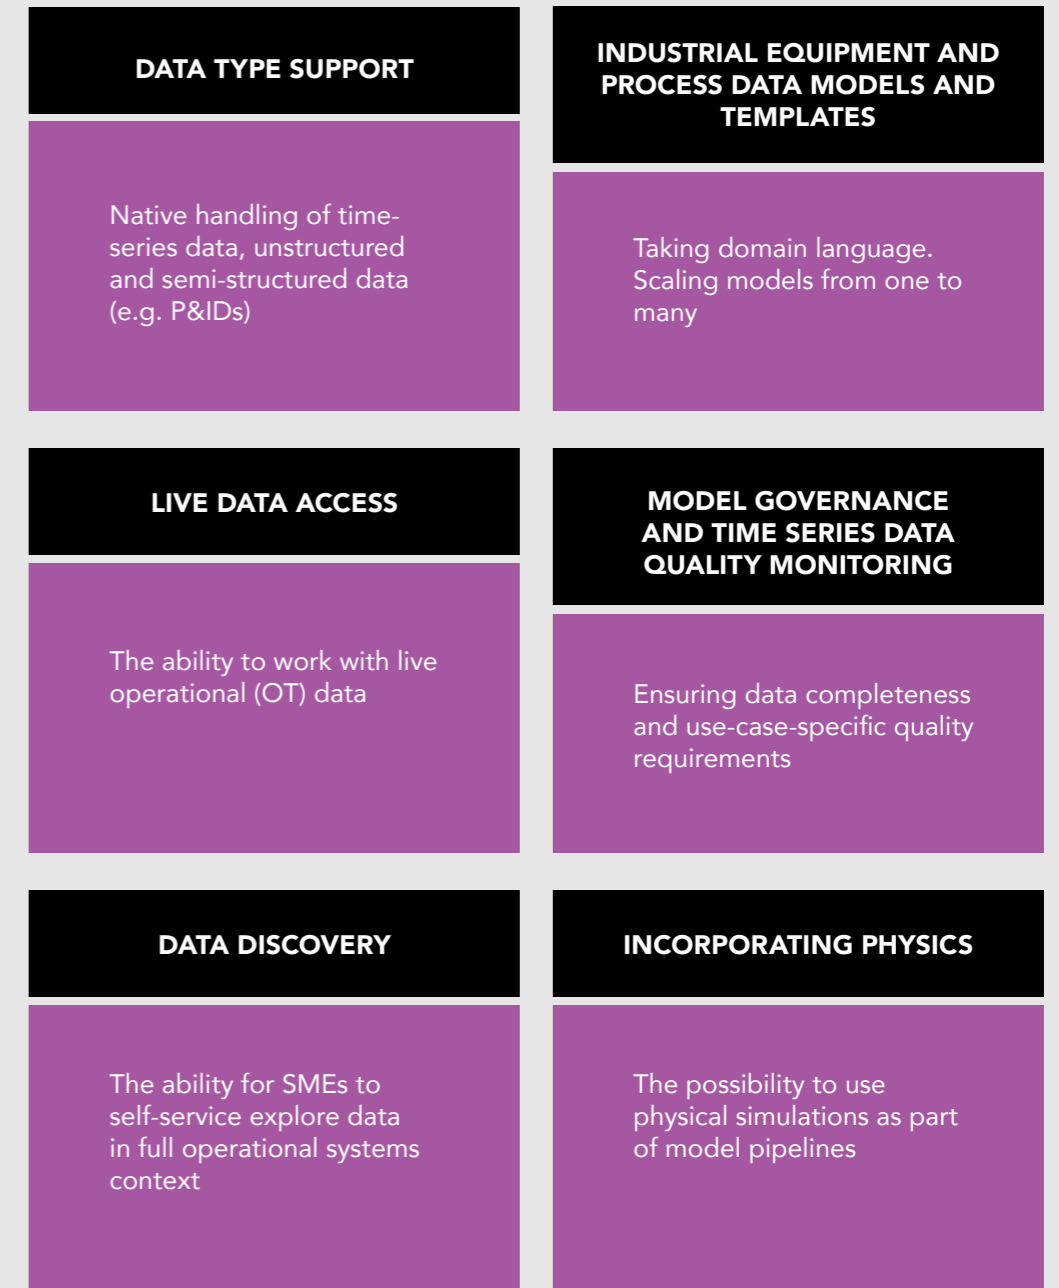 DATA TYPE SUPPORT
Native handling of time-
series data, unstructured
and semi-structured data
(e.g. P&IDs)
INDUSTRIAL EQUIPMENT AND
PROCESS DATA MODELS AND
TEMPLATES
Taking domain language.
Scaling models from one to
many
LIVE DATA ACCESS
The ability to work with live
operational (OT) data
MODEL GOVERNANCE
AND TIME SERIES DATA
QUALITY MONITORING
Ensuring data completeness
and use-case-specific quality
requirements
DATA DISCOVERY
The ability for SMEs to
self-service explore data
in full operational systems
context
INCORPORATING PHYSICS
The possibility to use
physical simulations as part
of model pipelines